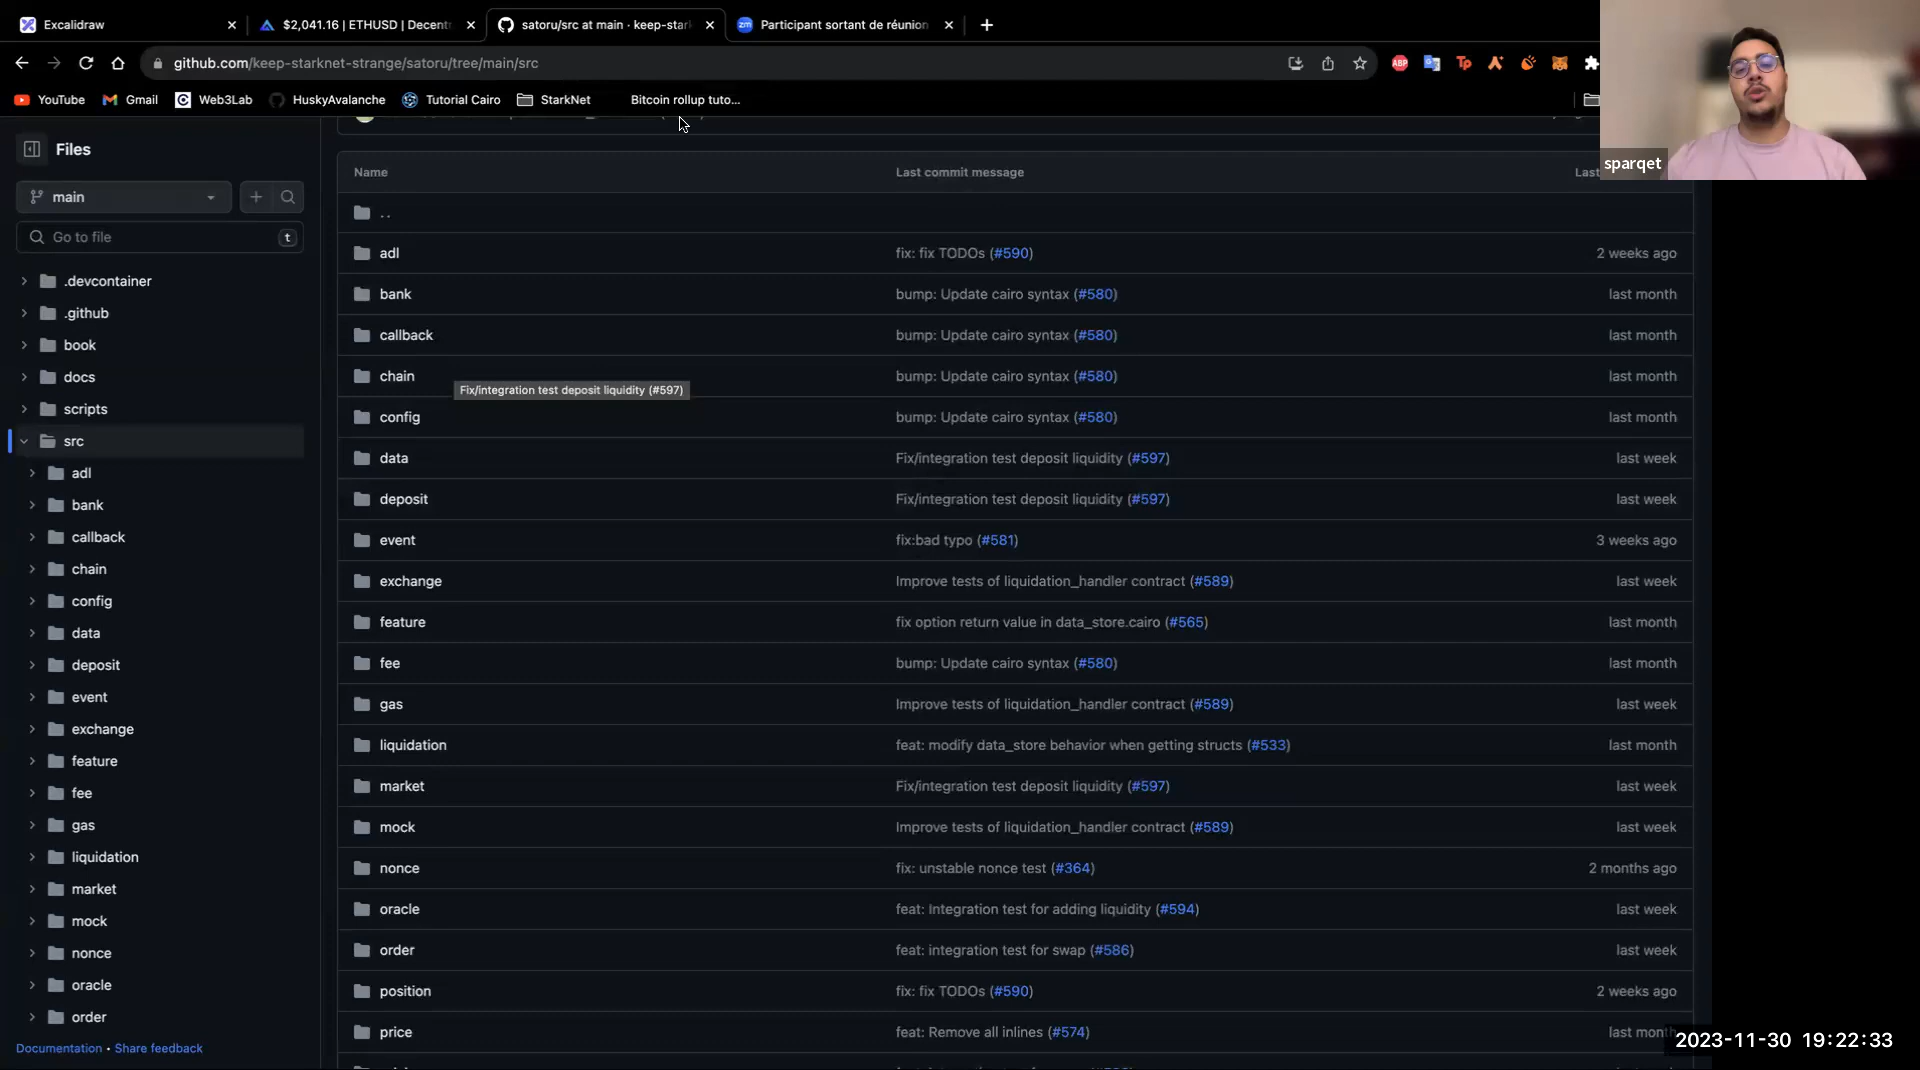 Excalidraw
$2,041.16 | ETHUSD | Decent
satoru/src at main · keep-star
Participant sortant de réunion
github.com/keep-starknet-strange/satoru/tree/main/src
YouTube
Gmail
Web3Lab
HuskyAvalanche
Tutorial Cairo
StarkNet
Bitcoin rollup tuto...
sparqet
Files
main
Go to file
t
.devcontainer
.github
book
docs
scripts
src
adl
bank
callback
chain
config
data
deposit
event
exchange
feature
fee
gas
liquidation
market
mock
nonce
oracle
order
Documentation • Share feedback
Name Last commit message Las
..
adl fix: fix TODOs (#590) 2 weeks ago
bank bump: Update cairo syntax (#580) last month
callback bump: Update cairo syntax (#580) last month
chain bump: Update cairo syntax (#580) last month
Fix/integration test deposit liquidity (#597)
config bump: Update cairo syntax (#580) last month
data Fix/integration test deposit liquidity (#597) last week
deposit Fix/integration test deposit liquidity (#597) last week
event fix:bad typo (#581) 3 weeks ago
exchange Improve tests of liquidation_handler contract (#589) last week
feature fix option return value in data_store.cairo (#565) last month
fee bump: Update cairo syntax (#580) last month
gas Improve tests of liquidation_handler contract (#589) last week
liquidation feat: modify data_store behavior when getting structs (#533) last month
market Fix/integration test deposit liquidity (#597) last week
mock Improve tests of liquidation_handler contract (#589) last week
nonce fix: unstable nonce test (#364) 2 months ago
oracle feat: Integration test for adding liquidity (#594) last week
order feat: integration test for swap (#586) last week
position fix: fix TODOs (#590) 2 weeks ago
price feat: Remove all inlines (#574) last month
2023-11-30 19:22:33